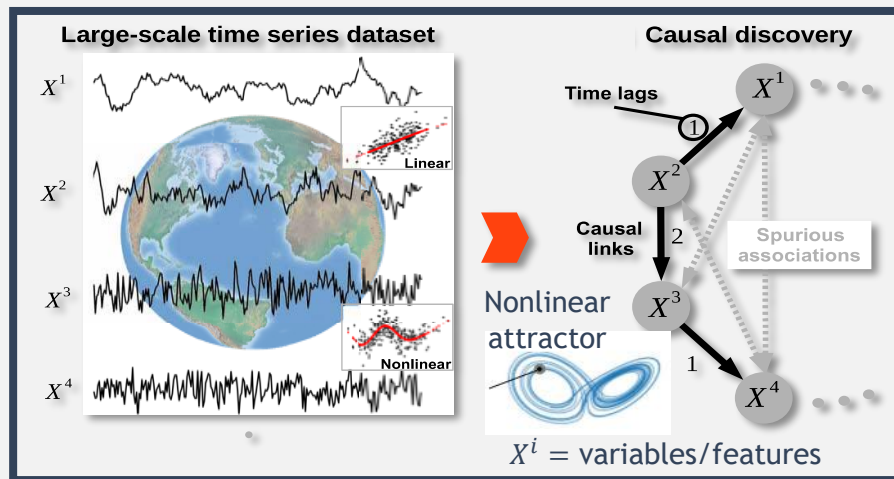 Large-scale time series dataset
X¹
X²
X³
X⁴
Linear
Nonlinear
Causal discovery
Time lags
1
X¹
X²
Causal
links
2
Spurious
associations
X³
Nonlinear
attractor
1
X⁴
Xⁱ = variables/features